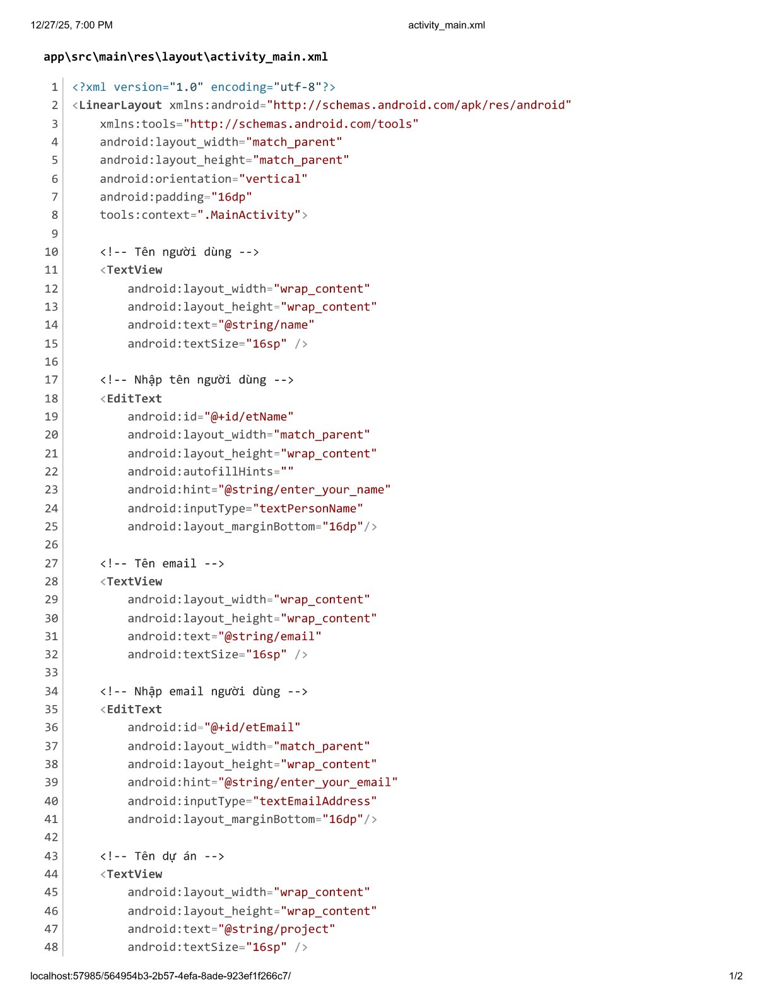 12/27/25, 7:00 PM activity_main.xml
app\src\main\res\layout\activity_main.xml
1 <?xml version="1.0" encoding="utf-8"?>
2 <LinearLayout xmlns:android="http://schemas.android.com/apk/res/android"
3     xmlns:tools="http://schemas.android.com/tools"
4     android:layout_width="match_parent"
5     android:layout_height="match_parent"
6     android:orientation="vertical"
7     android:padding="16dp"
8     tools:context=".MainActivity">
9
10     <!-- Tên người dùng -->
11     <TextView
12         android:layout_width="wrap_content"
13         android:layout_height="wrap_content"
14         android:text="@string/name"
15         android:textSize="16sp" />
16
17     <!-- Nhập tên người dùng -->
18     <EditText
19         android:id="@+id/etName"
20         android:layout_width="match_parent"
21         android:layout_height="wrap_content"
22         android:autofillHints=""
23         android:hint="@string/enter_your_name"
24         android:inputType="textPersonName"
25         android:layout_marginBottom="16dp"/>
26
27     <!-- Tên email -->
28     <TextView
29         android:layout_width="wrap_content"
30         android:layout_height="wrap_content"
31         android:text="@string/email"
32         android:textSize="16sp" />
33
34     <!-- Nhập email người dùng -->
35     <EditText
36         android:id="@+id/etEmail"
37         android:layout_width="match_parent"
38         android:layout_height="wrap_content"
39         android:hint="@string/enter_your_email"
40         android:inputType="textEmailAddress"
41         android:layout_marginBottom="16dp"/>
42
43     <!-- Tên dự án -->
44     <TextView
45         android:layout_width="wrap_content"
46         android:layout_height="wrap_content"
47         android:text="@string/project"
48         android:textSize="16sp" />
localhost:57985/564954b3-2b57-4efa-8ade-923ef1f266c7/ 1/2